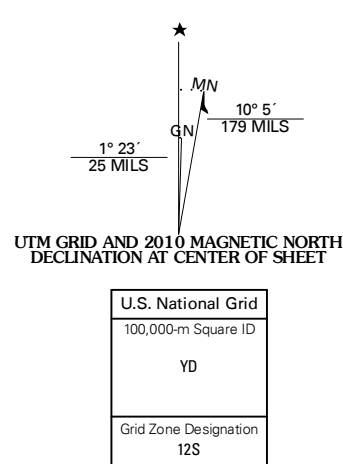 MN
10° 5´
179 MILS
GN
1° 23´
25 MILS
UTM GRID AND 2010 MAGNETIC NORTH
DECLINATION AT CENTER OF SHEET
U.S. National Grid
100,000-m Square ID
YD
Grid Zone Designation
12S